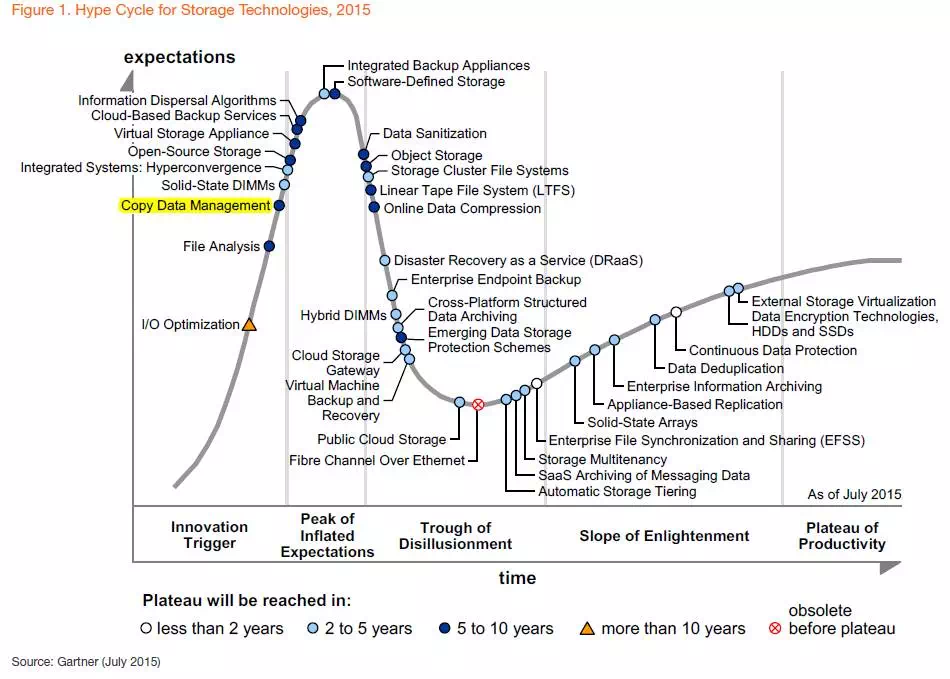 Figure 1. Hype Cycle for Storage Technologies, 2015
expectations
Integrated Backup Appliances
Software-Defined Storage
Information Dispersal Algorithms
Cloud-Based Backup Services
Virtual Storage Appliance
Open-Source Storage
Integrated Systems: Hyperconvergence
Solid-State DIMMs
Copy Data Management
File Analysis
I/O Optimization
Data Sanitization
Object Storage
Storage Cluster File Systems
Linear Tape File System (LTFS)
Online Data Compression
Disaster Recovery as a Service (DRaaS)
Enterprise Endpoint Backup
Hybrid DIMMs
Cross-Platform Structured
Data Archiving
Emerging Data Storage
Protection Schemes
Cloud Storage
Gateway
Virtual Machine
Backup and
Recovery
Public Cloud Storage
Fibre Channel Over Ethernet
External Storage Virtualization
Data Encryption Technologies,
HDDs and SSDs
Continuous Data Protection
Data Deduplication
Enterprise Information Archiving
Appliance-Based Replication
Solid-State Arrays
Enterprise File Synchronization and Sharing (EFSS)
Storage Multitenancy
SaaS Archiving of Messaging Data
Automatic Storage Tiering
As of July 2015
Innovation
Trigger
Peak of
Inflated
Expectations
Trough of
Disillusionment
Slope of Enlightenment
Plateau of
Productivity
time
Plateau will be reached in:
less than 2 years
2 to 5 years
5 to 10 years
more than 10 years
obsolete
before plateau
Source: Gartner (July 2015)